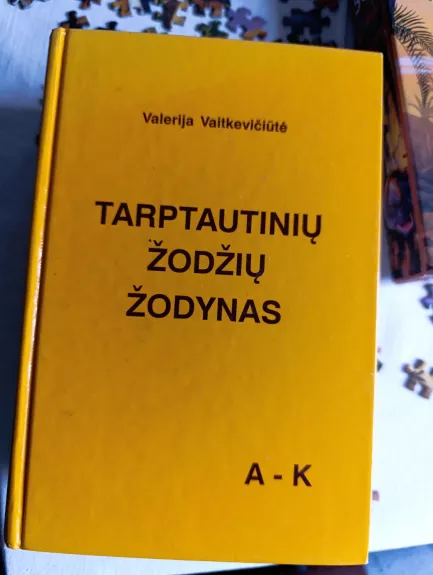 Valerija Vaitkevičiūtė
TARPTAUTINIŲ
ŽODŽIŲ
ŽODYNAS
A - K